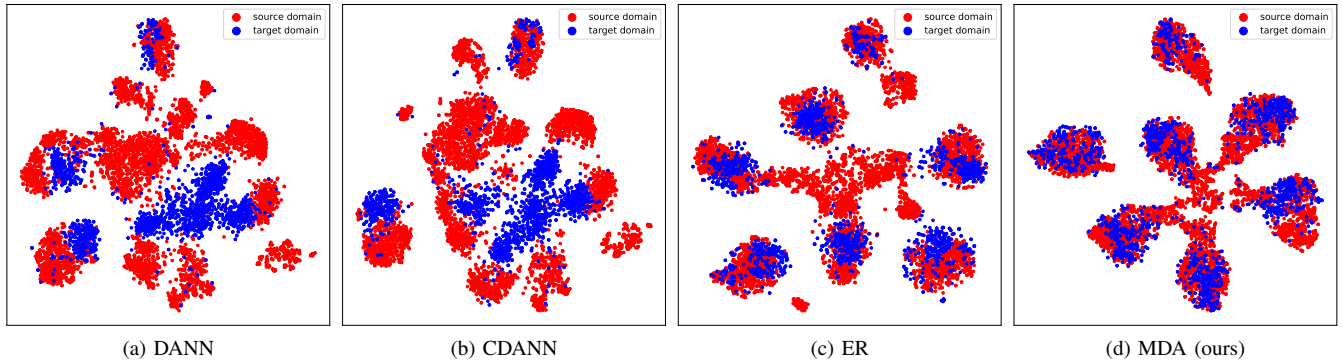 source domain
target domain
source domain
target domain
source domain
target domain
source domain
target domain
(a) DANN
(b) CDANN
(c) ER
(d) MDA (ours)